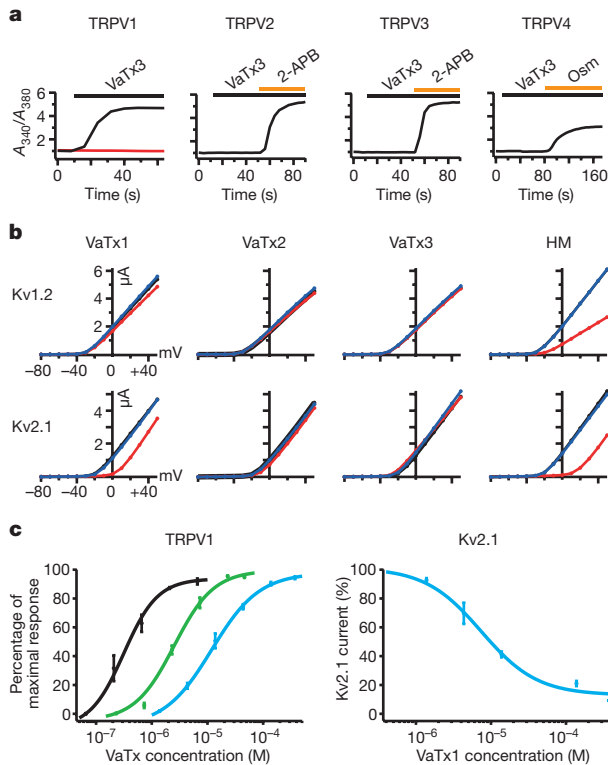 a
TRPV1 TRPV2 TRPV3 TRPV4
VaTx3 VaTx3 2-APB VaTx3 2-APB VaTx3 Osm
A340/A380
6
4
2
0 40 0 40 80 0 40 80 0 80 160
Time (s) Time (s) Time (s) Time (s)
b
VaTx1 VaTx2 VaTx3 HM
Kv1.2
6
µA
4
2
mV
–80 –40 0 +40
Kv2.1
µA
4
2
mV
–80 –40 0 +40
c
TRPV1 Kv2.1
Percentage of
maximal response
100
80
60
40
20
0
10–7 10–6 10–5 10–4
VaTx concentration (M)
Kv2.1 current (%)
100
80
60
40
20
0
10–6 10–5 10–4
VaTx1 concentration (M)